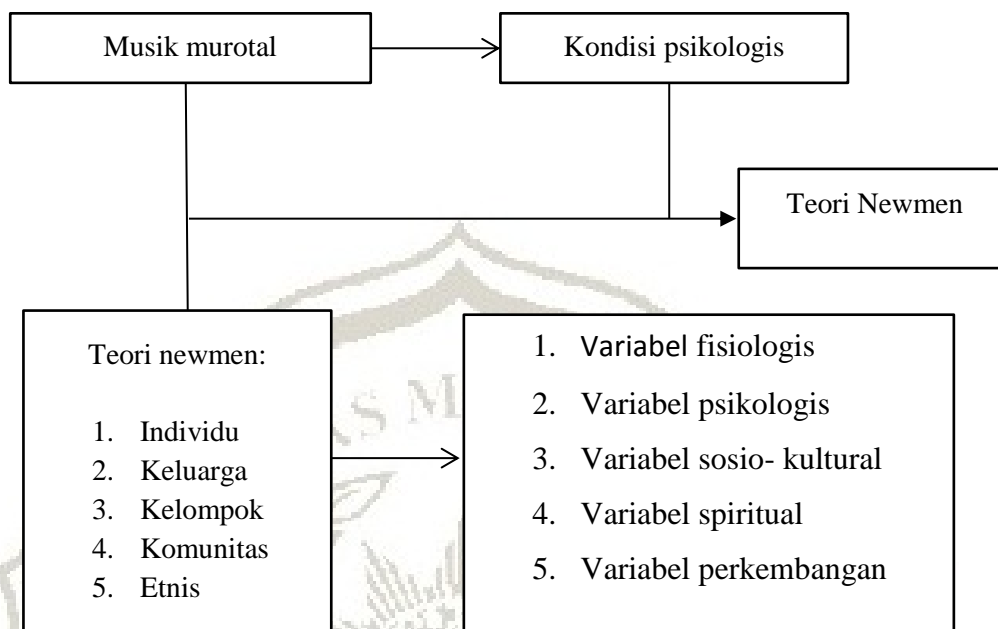 Musik murotal
Kondisi psikologis
Teori Newmen
Teori newmen:
1. Individu
2. Keluarga
3. Kelompok
4. Komunitas
5. Etnis
1. Variabel fisiologis
2. Variabel psikologis
3. Variabel sosio- kultural
4. Variabel spiritual
5. Variabel perkembangan
S M